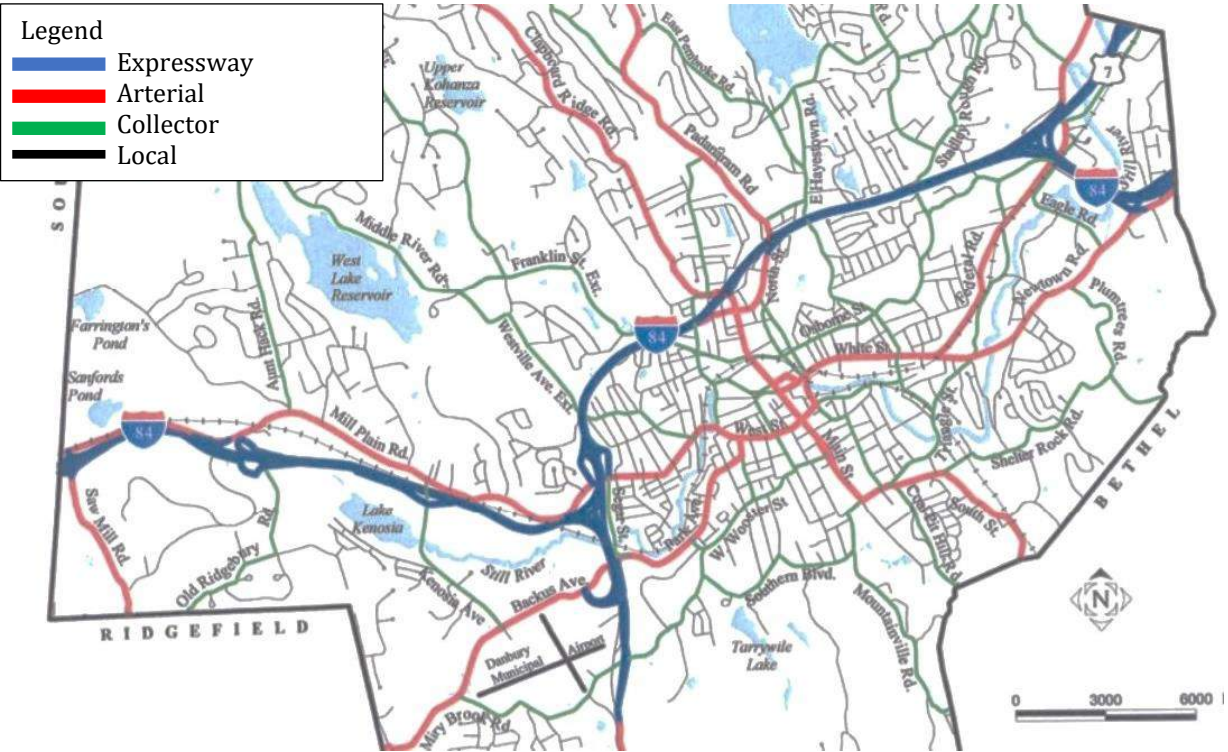 Legend
Expressway
Arterial
Collector
Local
Clapboard Ridge Rd.
East Pembroke Rd.
Rd.
7
Upper
Kohanza
Reservoir
Padanaram Rd
E Hayestown Rd.
Stadley Rough Rd.
84
Eagle Rd.
Middle River Rd.
Franklin St. Ext.
West
Lake
Reservoir
North St.
Federal Rd.
Newtown Rd.
Plumtrees Rd.
Farrington's
Pond
Aunt Hack Rd.
Westville Ave. Ext.
84
Osborne St.
White St.
Sanfords
Pond
84
Mill Plain Rd.
West St.
Main St.
Triangle St.
Shelter Rock Rd.
BETHEL
Saw Mill Rd.
Lake
Kenosia
Segar St.
Park Ave.
W. Wooster St
Coalpit Hill Rd.
South St.
Old Ridgebury
Rd.
Still River
Kenosia Ave
Backus Ave.
Southern Blvd.
Mountainville Rd.
N
RIDGEFIELD
Danbury
Municipal
Airport
Tarrywile
Lake
Miry Brook Rd
0 3000 6000